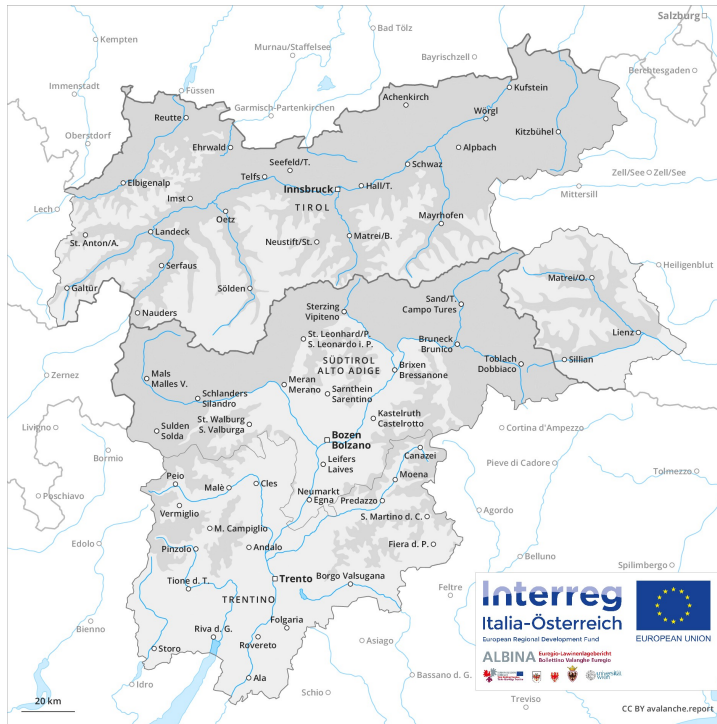 Salzburg
Kempten
Bad Tölz
Murnau/Staffelsee
Bayrischzell
Berchtesgaden
Immenstadt
Füssen
Garmisch-Partenkirchen
Achenkirch
Kufstein
Reutte
Wörgl
Oberstdorf
Ehrwald
Kitzbühel
Alpbach
Seefeld/T.
Schwaz
Telfs
Zell/See
Zell/See
Elbigenalp
Innsbruck
Hall/T.
Mittersill
Imst
TIROL
Lech
Oetz
Mayrhofen
Landeck
St. Anton/A.
Neustift/St.
Matrei/B.
Serfaus
Heiligenblut
Galtür
Sölden
Matrei/O.
Nauders
Sterzing
Vipiteno
Sand/T.
Campo Tures
St. Leonhard/P.
S. Leonardo i. P.
Lienz
Bruneck
Brunico
SÜDTIROL
ALTO ADIGE
Toblach
Dobbiaco
Sillian
Zernez
Mals
Malles V.
Brixen
Bressanone
Meran
Merano
Sarnthein
Sarentino
Schlanders
Silandro
Kastelruth
Castelrotto
St. Walburg
S. Valburga
Livigno
Sulden
Solda
Bozen
Bolzano
Cortina d'Ampezzo
Bormio
Canazei
Leifers
Laives
Pieve di Cadore
Tolmezzo
Peio
Moena
Malè
Cles
Poschiavo
Neumarkt
Egna
Predazzo
Vermiglio
Agordo
S. Martino d. C.
M. Campiglio
Edolo
Pinzolo
Andalo
Fiera d. P.
Belluno
Spilimbergo
Tione d. T.
Trento
Borgo Valsugana
Feltre
TRENTINO
Bienno
Riva d. G.
Folgaria
Storo
Rovereto
Asiago
Idro
Ala
Schio
Bassano d. G.
Treviso
20 km
Interreg
Italia-Österreich
European Regional Development Fund
EUROPEAN UNION
ALBINA
Euregio-Lawinenlagebericht
Bollettino Valanghe Euregio
universität
wien
CC BY avalanche.report